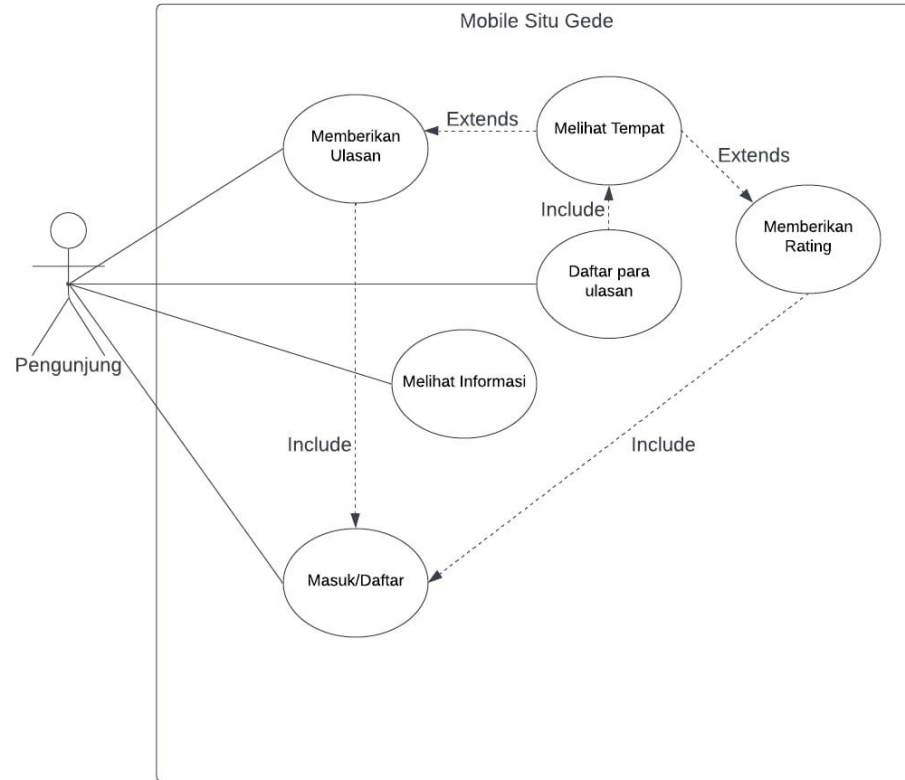 Mobile Situ Gede
Extends
Memberikan
Ulasan
Melihat Tempat
Extends
Include
Memberikan
Rating
Daftar para
ulasan
Pengunjung
Melihat Informasi
Include
Include
Masuk/Daftar